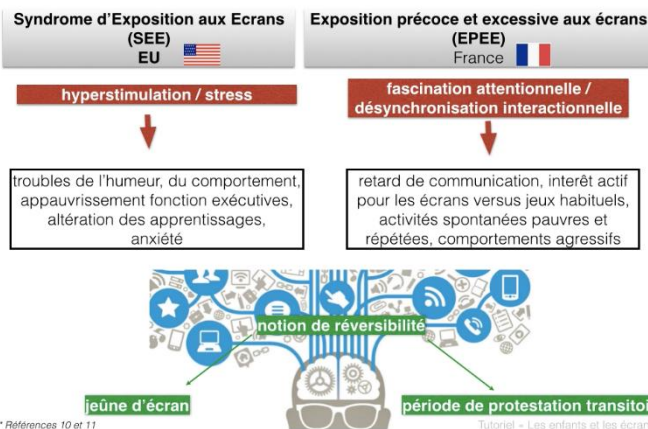 Syndrome d'Exposition aux Ecrans
(SEE)
EU
hyperstimulation / stress
troubles de l'humeur, du comportement,
appauvrissement fonction exécutives,
altération des apprentissages,
anxiété
Exposition précoce et excessive aux écrans
(EPEE)
France
fascination attentionnelle /
désynchronisation interactionnelle
retard de communication, interêt actif
pour les écrans versus jeux habituels,
activités spontanées pauvres et
répétées, comportements agressifs
notion de réversibilité
jeûne d'écran
période de protestation transitoi
* Références 10 et 11
Tutoriel « Les enfants et les écran